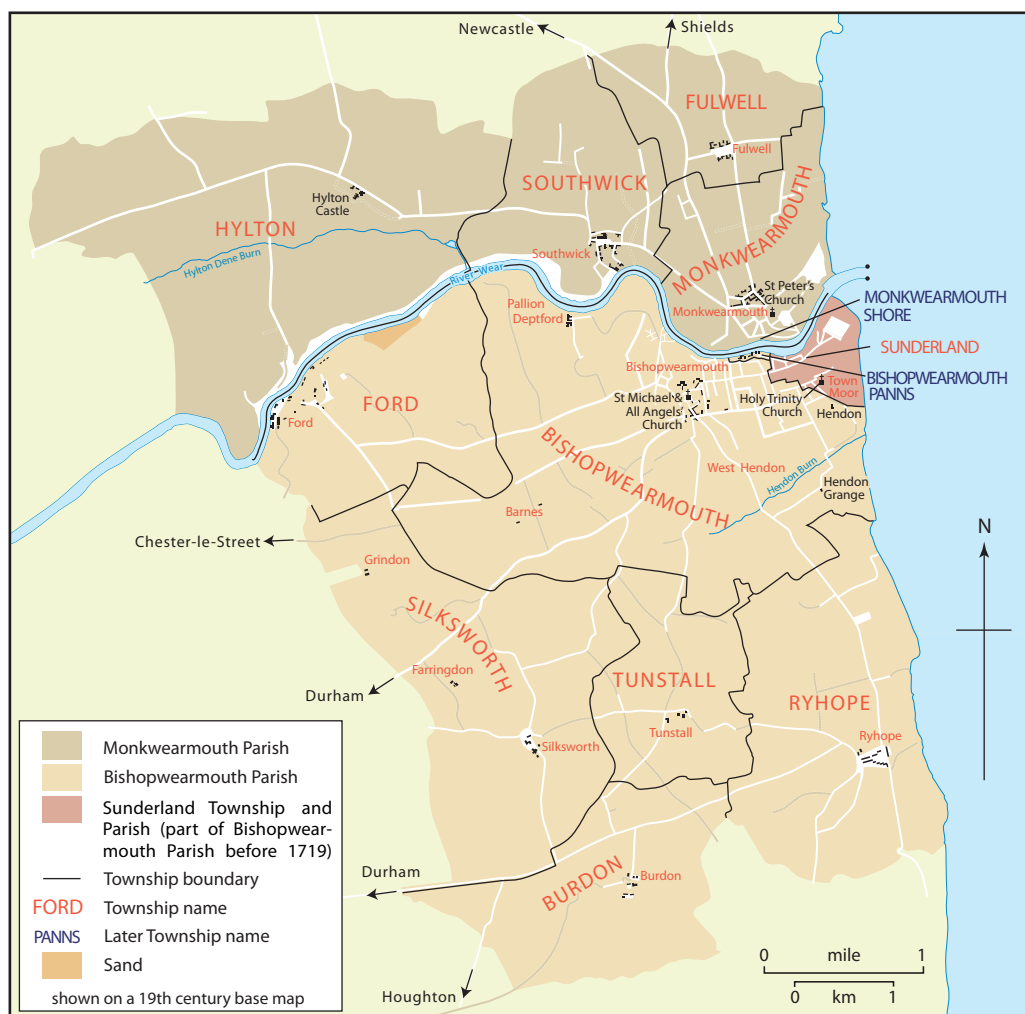 Newcastle
Shields
FULWELL
Fulwell
SOUTHWICK
Hylton
Castle
HYLTON
MONKWEARMOUTH
Hylton Dene Burn
Southwick
River Wear
St Peter's
Church
Pallion
Deptford
Monkwearmouth
MONKWEARMOUTH
SHORE
SUNDERLAND
Bishopwearmouth
BISHOPWEARMOUTH
PANNS
Town
Moor
FORD
St Michael &
All Angels'
Church
Holy Trinity
Church
Hendon
Ford
BISHOPWEARMOUTH
West Hendon
Hendon Burn
Hendon
Grange
Barnes
Chester-le-Street
N
Grindon
SILKSWORTH
Farringdon
Durham
TUNSTALL
RYHOPE
Tunstall
Ryhope
Silksworth
Monkwearmouth Parish
Bishopwearmouth Parish
Sunderland Township and
Parish (part of Bishopwear-
mouth Parish before 1719)
Township boundary
FORD Township name
PANNS Later Township name
Sand
shown on a 19th century base map
Durham
BURDON
Burdon
Houghton
0 mile 1
0 km 1